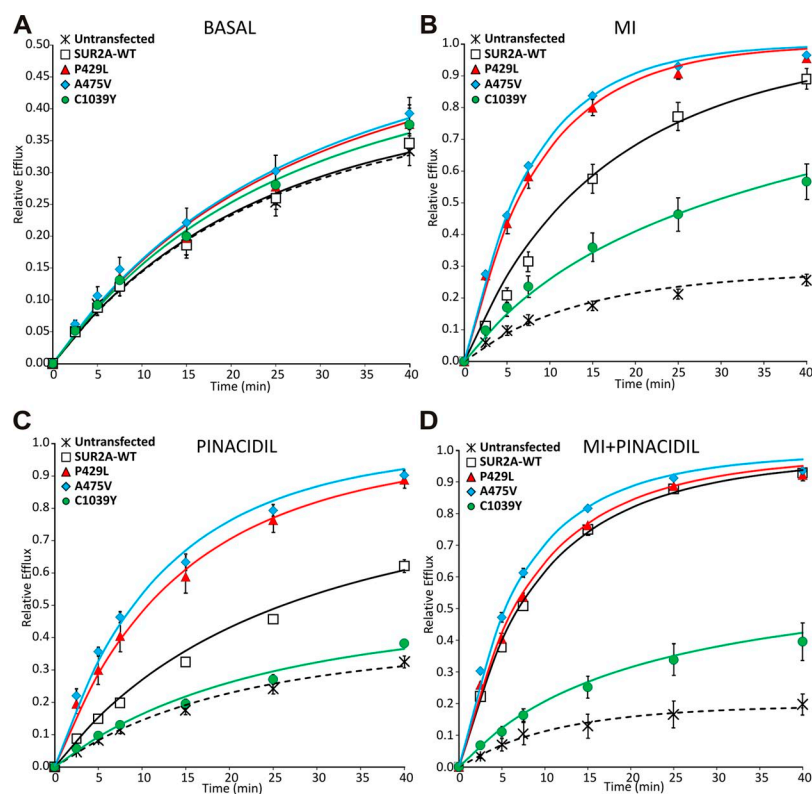 A
BASAL
Untransfected
SUR2A-WT
P429L
A475V
C1039Y
Relative Efflux
0.50
0.45
0.40
0.35
0.30
0.25
0.20
0.15
0.10
0.05
0.00
0 5 10 15 20 25 30 35 40
Time (min)
B
MI
Untransfected
SUR2A-WT
P429L
A475V
C1039Y
Relative Efflux
1.0
0.9
0.8
0.7
0.6
0.5
0.4
0.3
0.2
0.1
0.0
0 5 10 15 20 25 30 35 40
Time (min)
C
PINACIDIL
Untransfected
SUR2A-WT
P429L
A475V
C1039Y
Relative Efflux
1.0
0.9
0.8
0.7
0.6
0.5
0.4
0.3
0.2
0.1
0.0
0 5 10 15 20 25 30 35 40
Time (min)
D
MI+PINACIDIL
Untransfected
SUR2A-WT
P429L
A475V
C1039Y
Relative Efflux
1.0
0.9
0.8
0.7
0.6
0.5
0.4
0.3
0.2
0.1
0.0
0 5 10 15 20 25 30 35 40
Time (min)